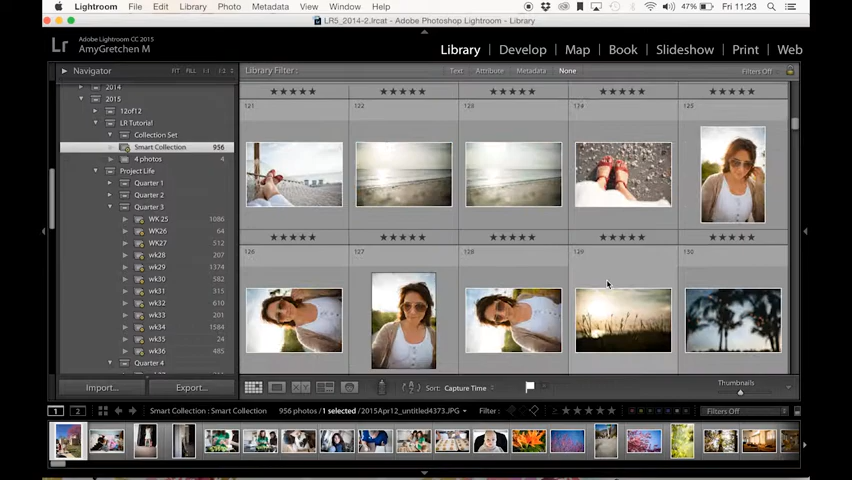 Lightroom File Edit Library Photo Metadata View Window Help 47% Fri 11:23
LR5_2014-2.lrcat - Adobe Photoshop Lightroom - Library
Lr Adobe Lightroom CC 2015
AmyGretchen M
Library | Develop | Map | Book | Slideshow | Print | Web
Navigator FIT FILL 1:1
Library Filter: Text Attribute Metadata None Filters Off
2014
2015
12of12
LR Tutorial
Collection Set
Smart Collection 956
4 photos 4
Project Life
Quarter 1
Quarter 2
Quarter 3
WK 25 1086
WK26 64
WK27 512
wk28 207
wk29 1374
wk30 582
wk31 315
wk32 610
wk33 201
wk34 1584
wk35 24
wk36 485
Quarter 4
121 122 123 124 125
126 127 128 129 130
Import... Export...
Sort: Capture Time
Thumbnails
1 2 Smart Collection : Smart Collection 956 photos / 1 selected / 2015Apr12_untitled4373.JPG Filter : Filters Off